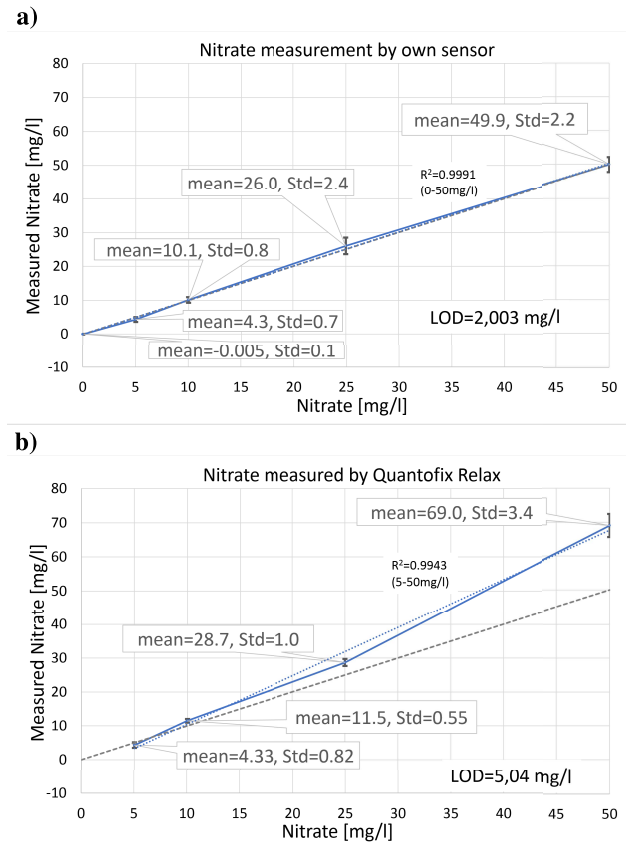 a)
Nitrate measurement by own sensor
Measured Nitrate [mg/l]
80
70
60
50
40
30
20
10
0
-10
mean=49.9, Std=2.2
R²=0.9991
(0-50mg/l)
mean=26.0, Std=2.4
mean=10.1, Std=0.8
mean=4.3, Std=0.7
LOD=2,003 mg/l
mean=-0.005, Std=0.1
0 5 10 15 20 25 30 35 40 45 50
Nitrate [mg/l]
b)
Nitrate measured by Quantofix Relax
Measured Nitrate [mg/l]
80
70
60
50
40
30
20
10
0
-10
mean=69.0, Std=3.4
R²=0.9943
(5-50mg/l)
mean=28.7, Std=1.0
mean=11.5, Std=0.55
mean=4.33, Std=0.82
LOD=5,04 mg/l
0 5 10 15 20 25 30 35 40 45 50
Nitrate [mg/l]